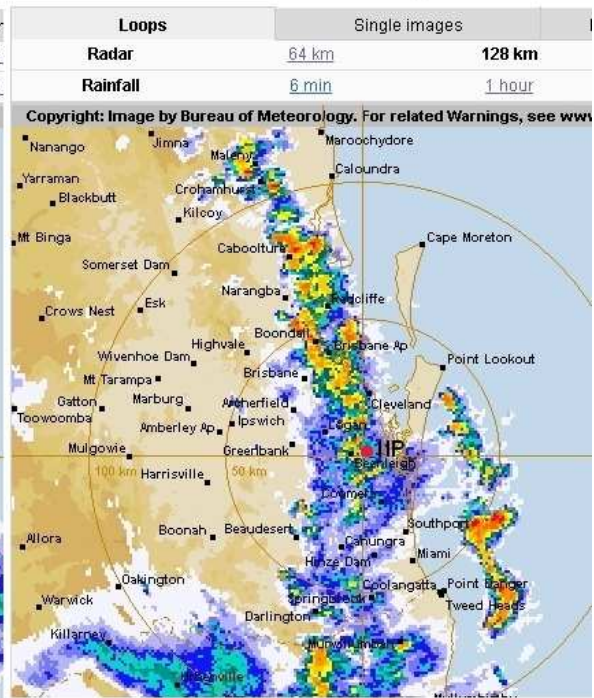 Loops Single images
Radar 64 km 128 km
Rainfall 6 min 1 hour
Copyright: Image by Bureau of Meteorology. For related Warnings, see www
Nanango Jimna Maroochydore
Maleny
Caloundra
Yarraman Crohamhurst
Blackbutt
Kilcoy
Mt Binga Cape Moreton
Caboolture
Somerset Dam
Narangba
Redcliffe
Crows Nest Esk
Boondall
Highvale Brisbane Ap
Wivenhoe Dam Point Lookout
Mt Tarampa Brisbane
Gatton Marburg Archerfield Cleveland
Toowoomba Ipswich
Amberley Ap Logan
Mulgowie Greenbank
Beenleigh
100 km 50 km
Harrisville
Coomera
Boonah Beaudesert Southport
Allora Canungra
Hinze Dam Miami
Oakington Coolangatta Point Danger
Warwick Springbrook Tweed Heads
Darlington
Killarney Murwillumbah